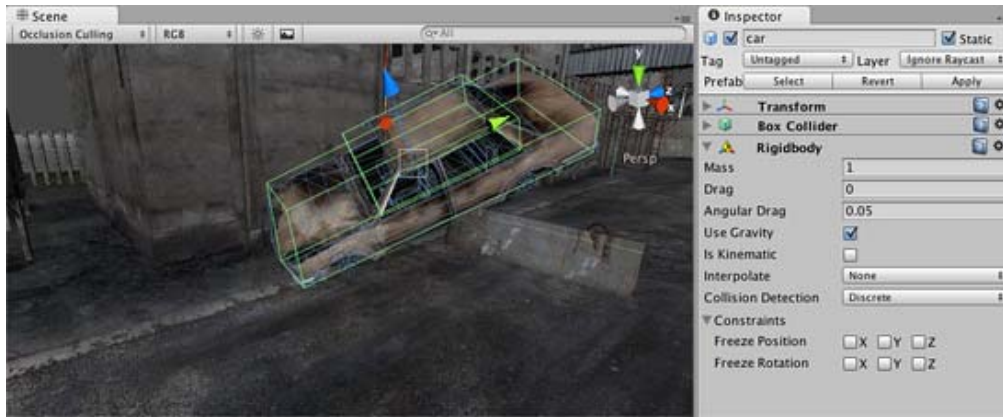 Scene
Occlusion Culling RGB All
y
x
z
Persp
Inspector
car Static
Tag Untagged Layer Ignore Raycast
Prefab Select Revert Apply
Transform
Box Collider
Rigidbody
Mass 1
Drag 0
Angular Drag 0.05
Use Gravity
Is Kinematic
Interpolate None
Collision Detection Discrete
Constraints
Freeze Position X Y Z
Freeze Rotation X Y Z